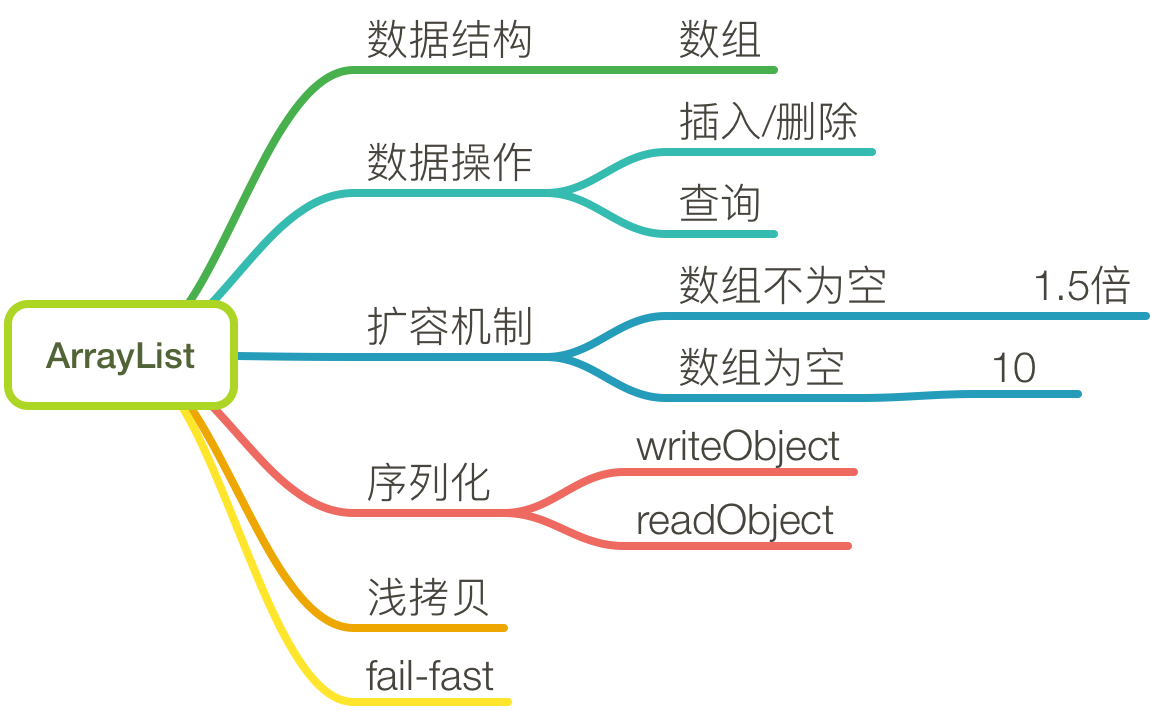 ArrayList
数据结构
数组
数据操作
插入/删除
查询
扩容机制
数组不为空
1.5倍
数组为空
10
序列化
writeObject
readObject
浅拷贝
fail-fast